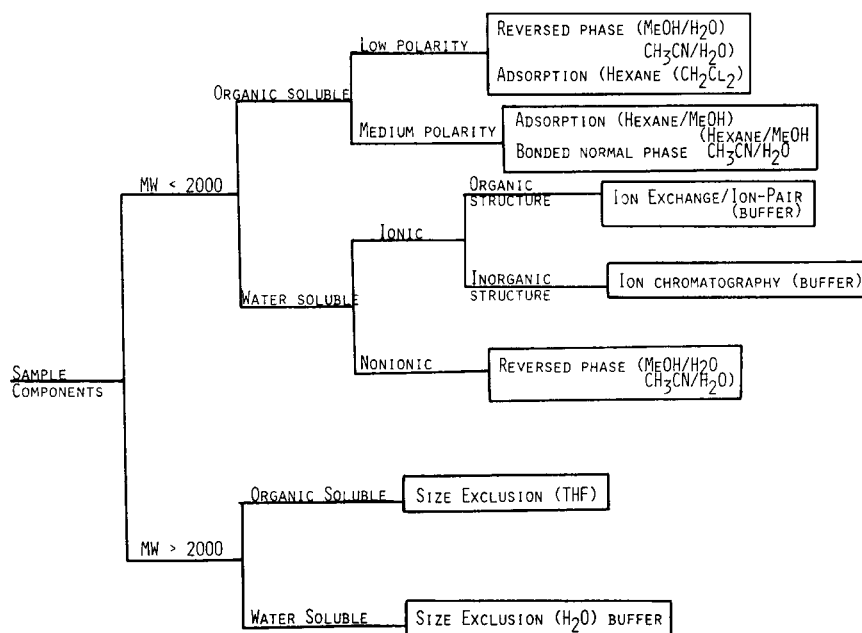 Reversed phase (MeOH/H₂O)
CH₃CN/H₂O)
Adsorption (Hexane (CH₂Cl₂)
Low polarity
Organic soluble
Medium polarity
Adsorption (Hexane/MeOH)
(Hexane/MeOH
Bonded normal phase CH₃CN/H₂O
MW < 2000
Organic
structure
Ion Exchange/Ion-Pair
(buffer)
Ionic
Water soluble
Inorganic
structure
Ion chromatography (buffer)
Nonionic
Reversed phase (MeOH/H₂O
CH₃CN/H₂O)
Sample
Components
Organic Soluble
Size Exclusion (THF)
MW > 2000
Water Soluble
Size Exclusion (H₂O) buffer